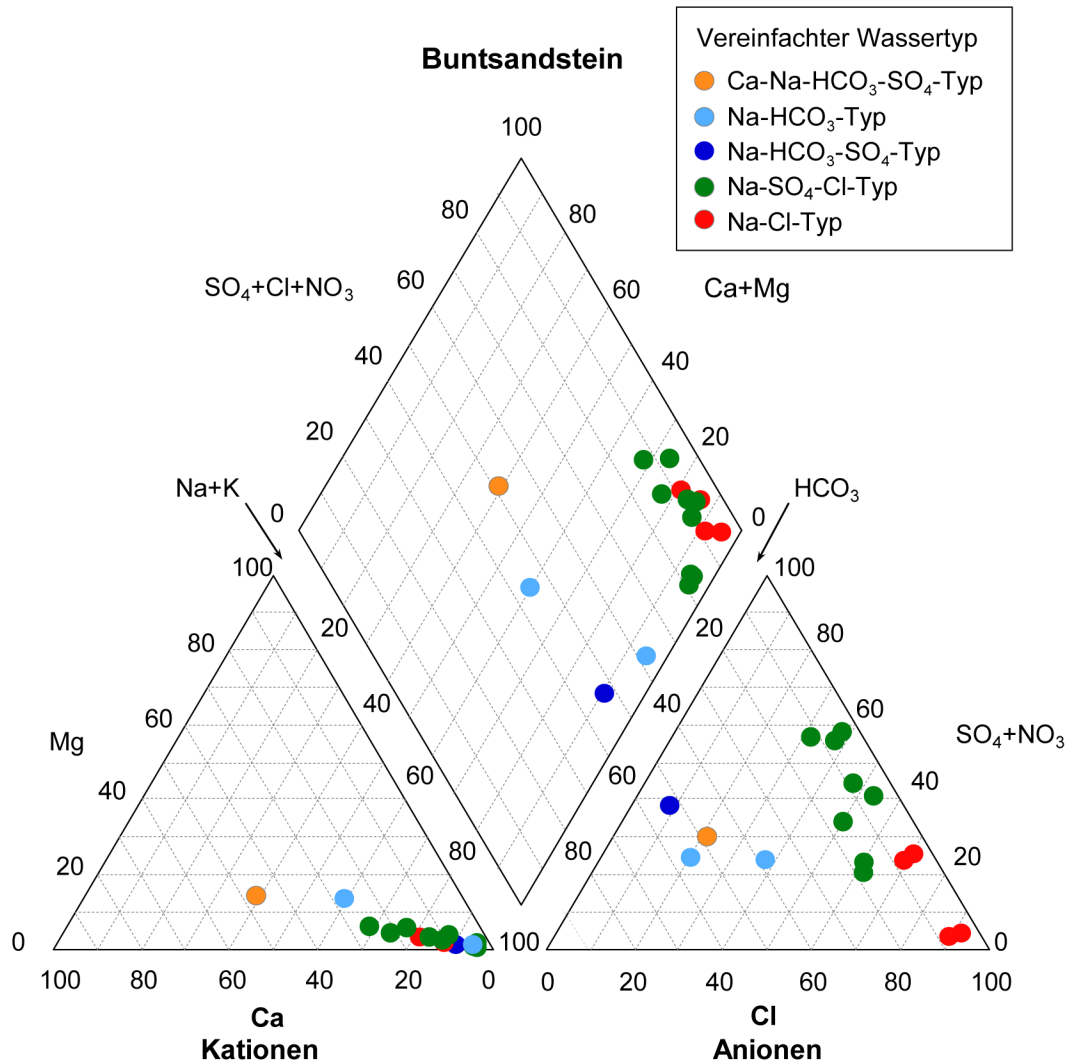 Buntsandstein
Vereinfachter Wassertyp
Ca-Na-HCO₃-SO₄-Typ
Na-HCO₃-Typ
Na-HCO₃-SO₄-Typ
Na-SO₄-Cl-Typ
Na-Cl-Typ
100
80 80
SO₄+Cl+NO₃ 60 60 Ca+Mg
40 40
20 20
Na+K HCO₃
0 0
100 100
80 20 20 80
60 40 40 60
Mg SO₄+NO₃
40 60 60 40
20 80 80 20
0 100 0
100 80 60 40 20 0
0 20 40 60 80 100
Ca Cl
Kationen Anionen